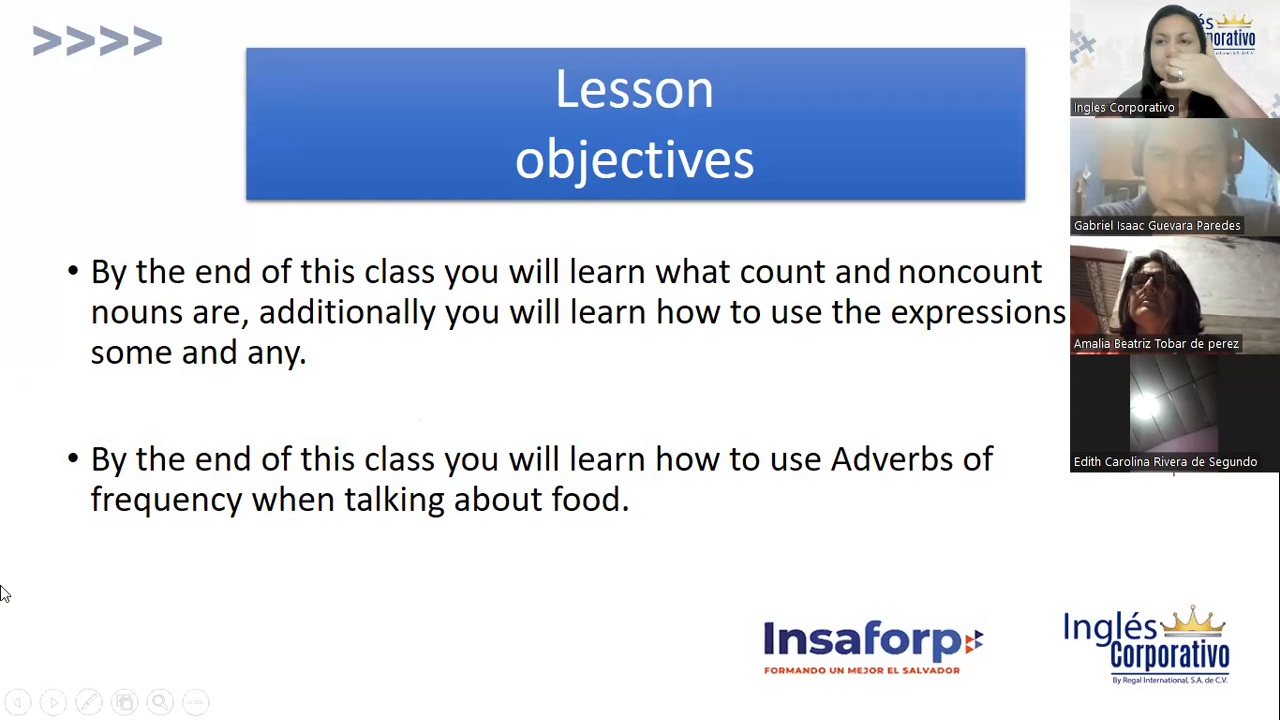 >>>>
Lesson
objectives
• By the end of this class you will learn what count and noncount
nouns are, additionally you will learn how to use the expressions
some and any.
• By the end of this class you will learn how to use Adverbs of
frequency when talking about food.
Insaforp
FORMANDO UN MEJOR EL SALVADOR
Inglés
Corporativo
By Regal International, S.A. de C.V.
és
orativo
Ingles Corporativo
Gabriel Isaac Guevara Paredes
Amalia Beatriz Tobar de perez
Edith Carolina Rivera de Segundo